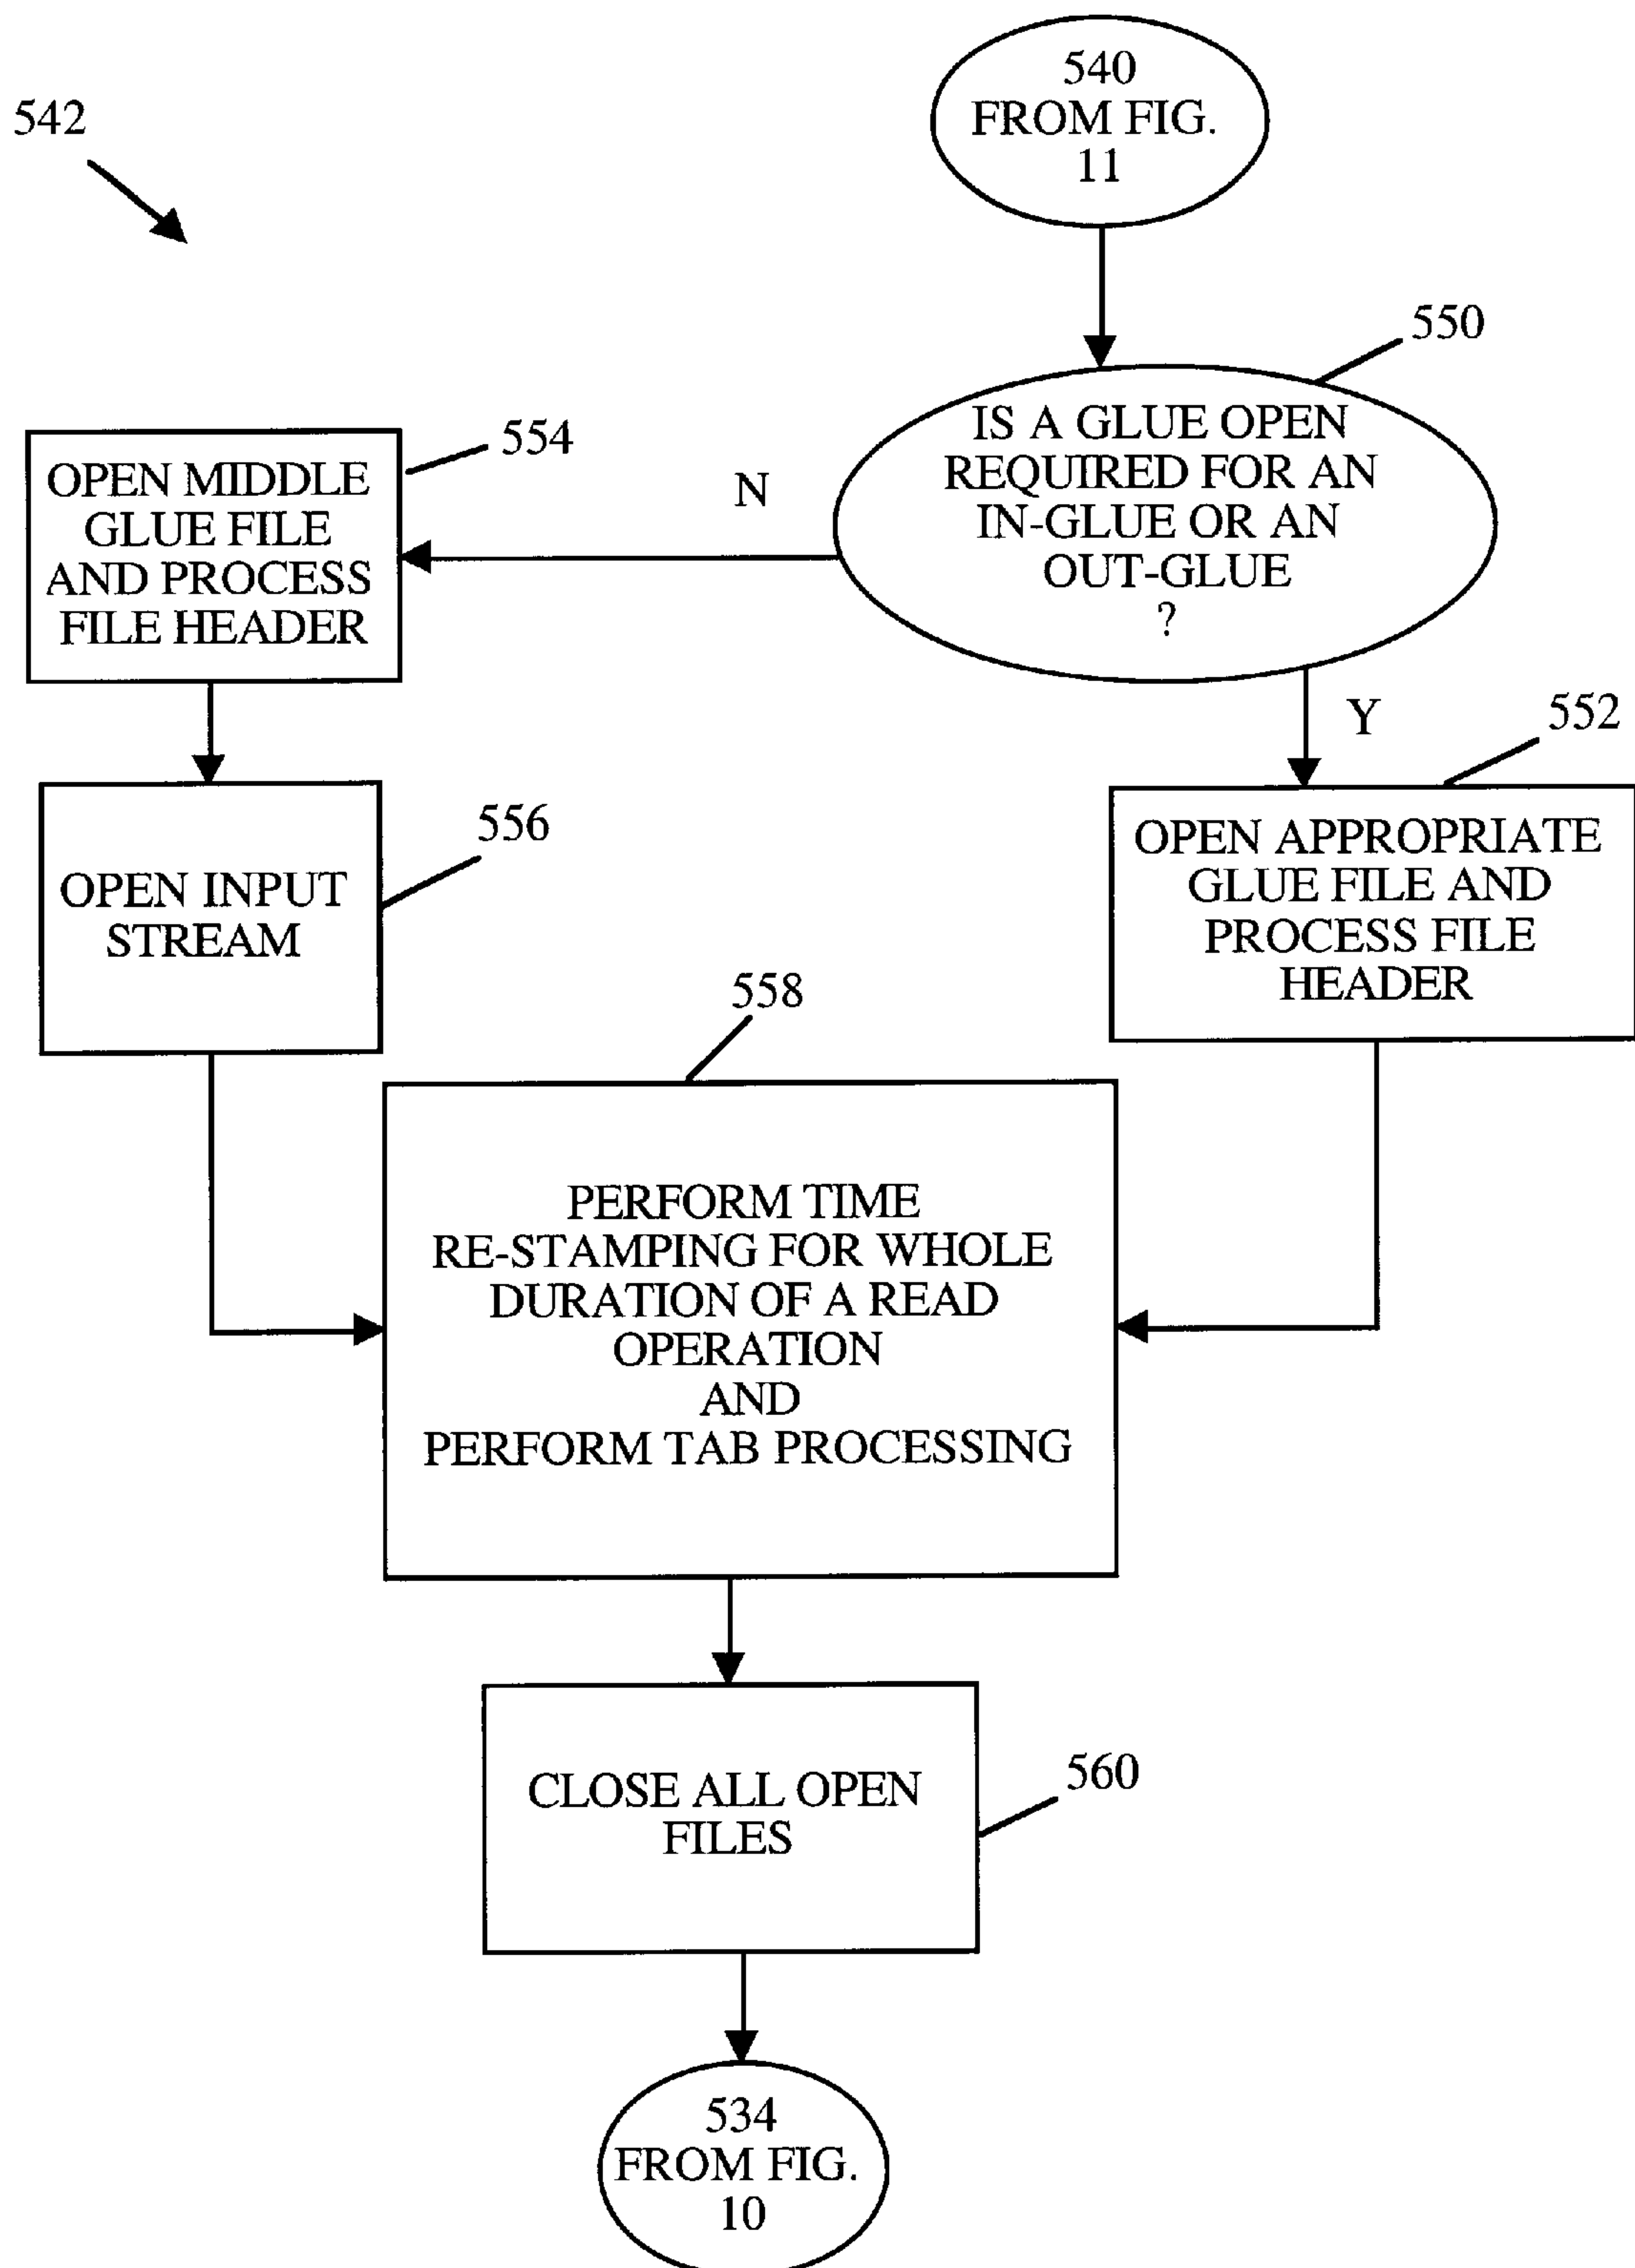 540
FROM FIG.
11
542
550
IS A GLUE OPEN
REQUIRED FOR AN
IN-GLUE OR AN
OUT-GLUE
?
554
N
OPEN MIDDLE
GLUE FILE
AND PROCESS
FILE HEADER
Y
552
556
OPEN INPUT
STREAM
OPEN APPROPRIATE
GLUE FILE AND
PROCESS FILE
HEADER
558
PERFORM TIME
RE-STAMPING FOR WHOLE
DURATION OF A READ
OPERATION
AND
PERFORM TAB PROCESSING
560
CLOSE ALL OPEN
FILES
534
FROM FIG.
10